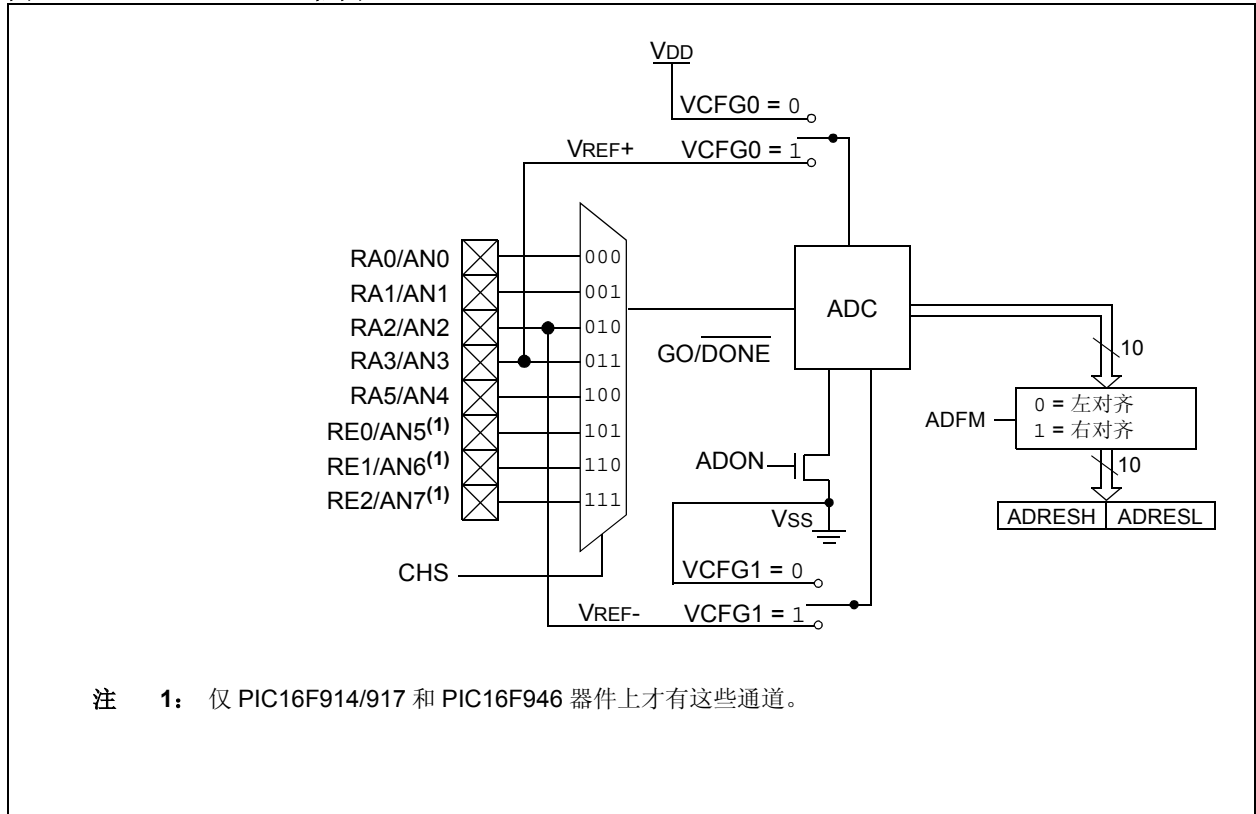 VDD
VCFG0 = 0
VREF+ VCFG0 = 1
RA0/AN0 000
RA1/AN1 001
RA2/AN2 010
RA3/AN3 011
RA5/AN4 100
RE0/AN5(1) 101
RE1/AN6(1) 110
RE2/AN7(1) 111
CHS
GO/DONE
ADC
ADON
VSS
VCFG1 = 0
VREF- VCFG1 = 1
10
ADFM
0 = 左对齐
1 = 右对齐
10
ADRESH ADRESL
注 1： 仅 PIC16F914/917 和 PIC16F946 器件上才有这些通道。